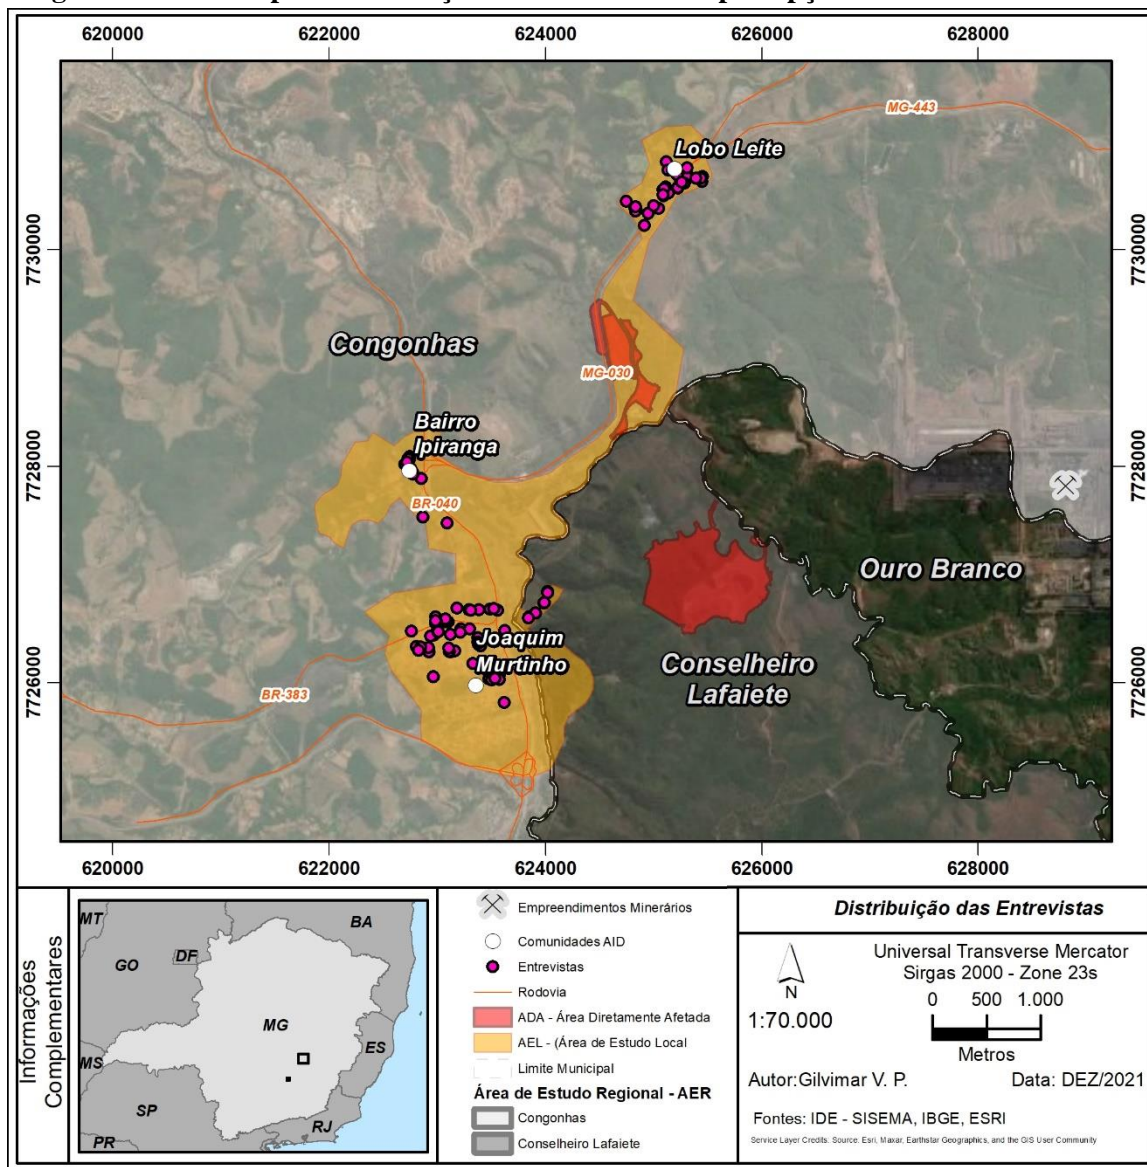 620000 622000 624000 626000 628000
MG-443
Lobo Leite
7730000 7730000
Congonhas
MG-030
Bairro
Ipiranga
7728000 7728000
BR-040
Ouro Branco
Joaquim
Murtinho
Conselheiro
Lafaiete
7726000 7726000
BR-383
620000 622000 624000 626000 628000
Informações
Complementares
MT
BA
GO
DF
MG
ES
MS
SP
RJ
PR
Empreendimentos Minerários
Comunidades AID
Entrevistas
Rodovia
ADA - Área Diretamente Afetada
AEL - (Área de Estudo Local
Limite Municipal
Área de Estudo Regional - AER
Congonhas
Conselheiro Lafaiete
Distribuição das Entrevistas
Universal Transverse Mercator
Sirgas 2000 - Zone 23s
N
1:70.000
0 500 1.000
Metros
Autor:Gilvimar V. P. Data: DEZ/2021
Fontes: IDE - SISEMA, IBGE, ESRI
Service Layer Credits: Source: Esri, Maxar, Earthstar Geographics, and the GIS User Community